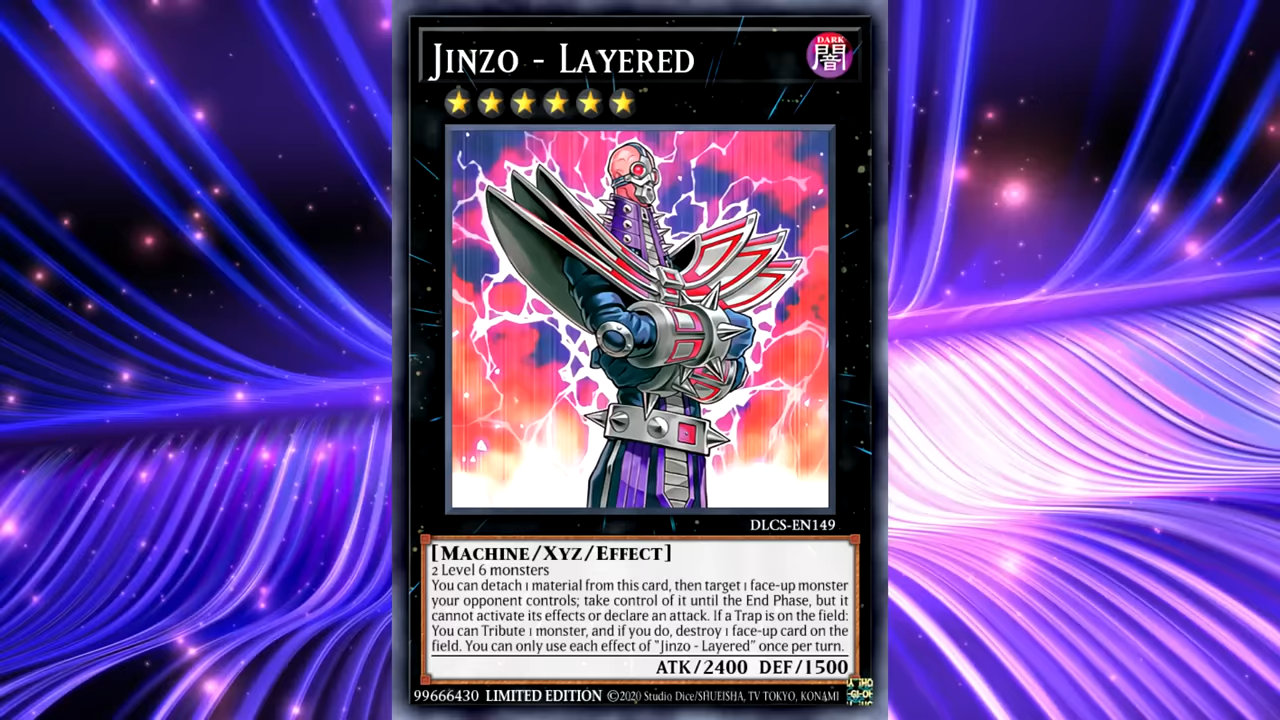 JINZO - LAYERED
DARK
闇
DLCS-EN149
[MACHINE/XYZ/EFFECT]
2 Level 6 monsters
You can detach 1 material from this card, then target 1 face-up monster
your opponent controls; take control of it until the End Phase, but it
cannot activate its effects or declare an attack. If a Trap is on the field:
You can Tribute 1 monster, and if you do, destroy 1 face-up card on the
field. You can only use each effect of "Jinzo - Layered" once per turn.
ATK/2400 DEF/1500
99666430 LIMITED EDITION ©2020 Studio Dice/SHUEISHA, TV TOKYO, KONAMI